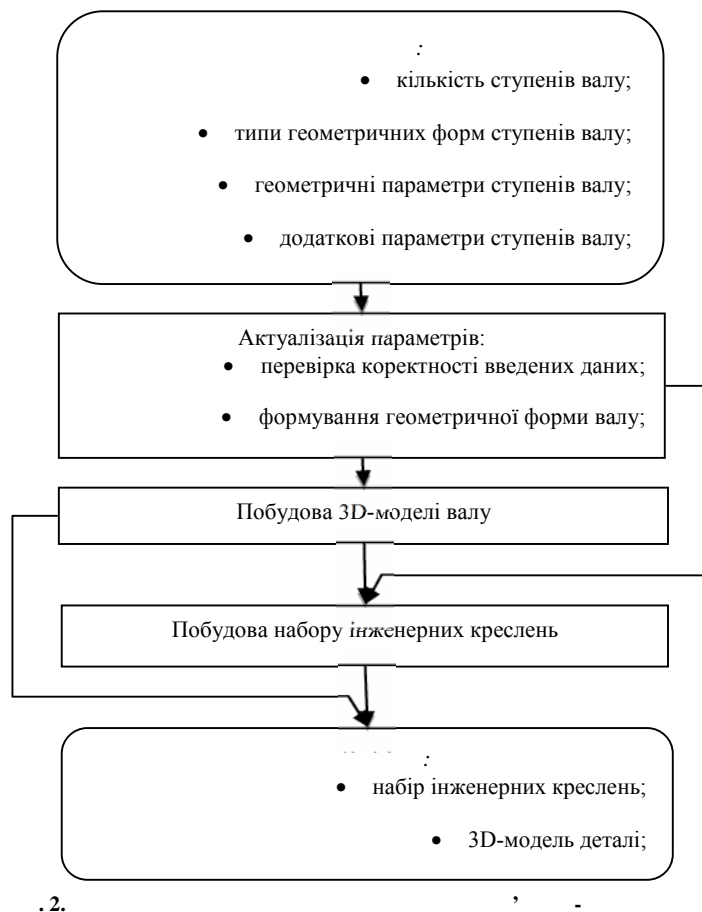 :
• кількість ступенів валу;
• типи геометричних форм ступенів валу;
• геометричні параметри ступенів валу;
• додаткові параметри ступенів валу;
Актуалізація параметрів:
• перевірка коректності введених даних;
• формування геометричної форми валу;
Побудова 3D-моделі валу
Побудова набору інженерних креслень
:
• набір інженерних креслень;
• 3D-модель деталі;
. 2. ’ -